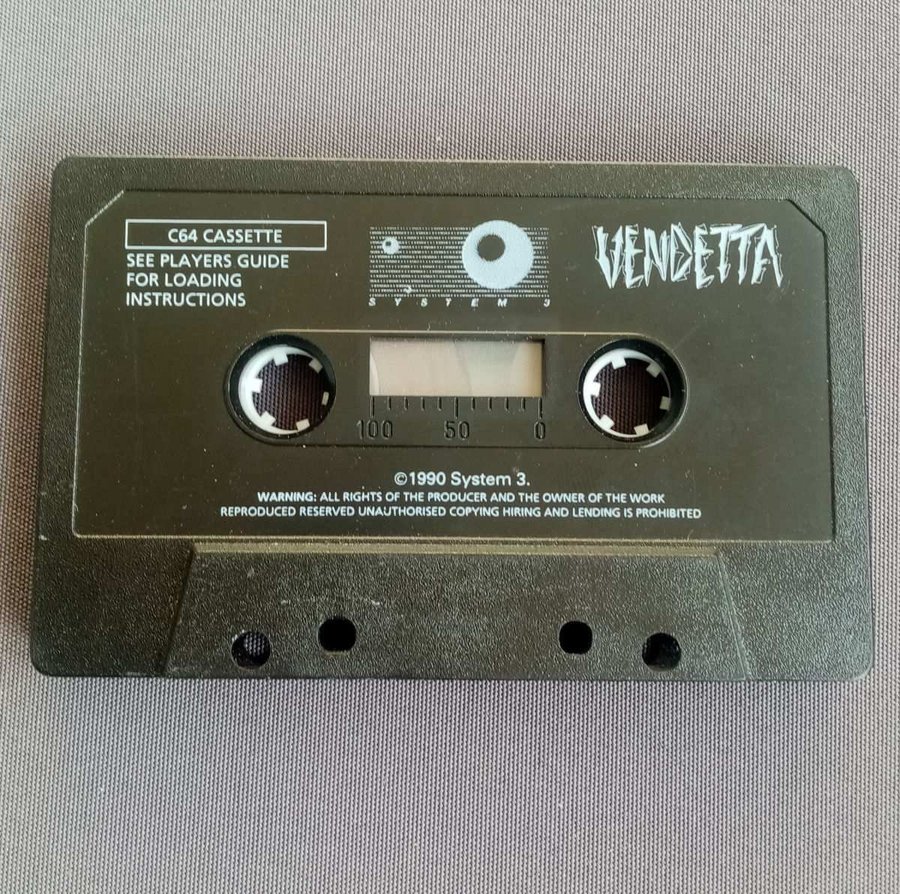 C64 CASSETTE
SEE PLAYERS GUIDE
FOR LOADING
INSTRUCTIONS
SYSTEM 3
VENDETTA
100 50 0
©1990 System 3.
WARNING: ALL RIGHTS OF THE PRODUCER AND THE OWNER OF THE WORK
REPRODUCED RESERVED UNAUTHORISED COPYING HIRING AND LENDING IS PROHIBITED